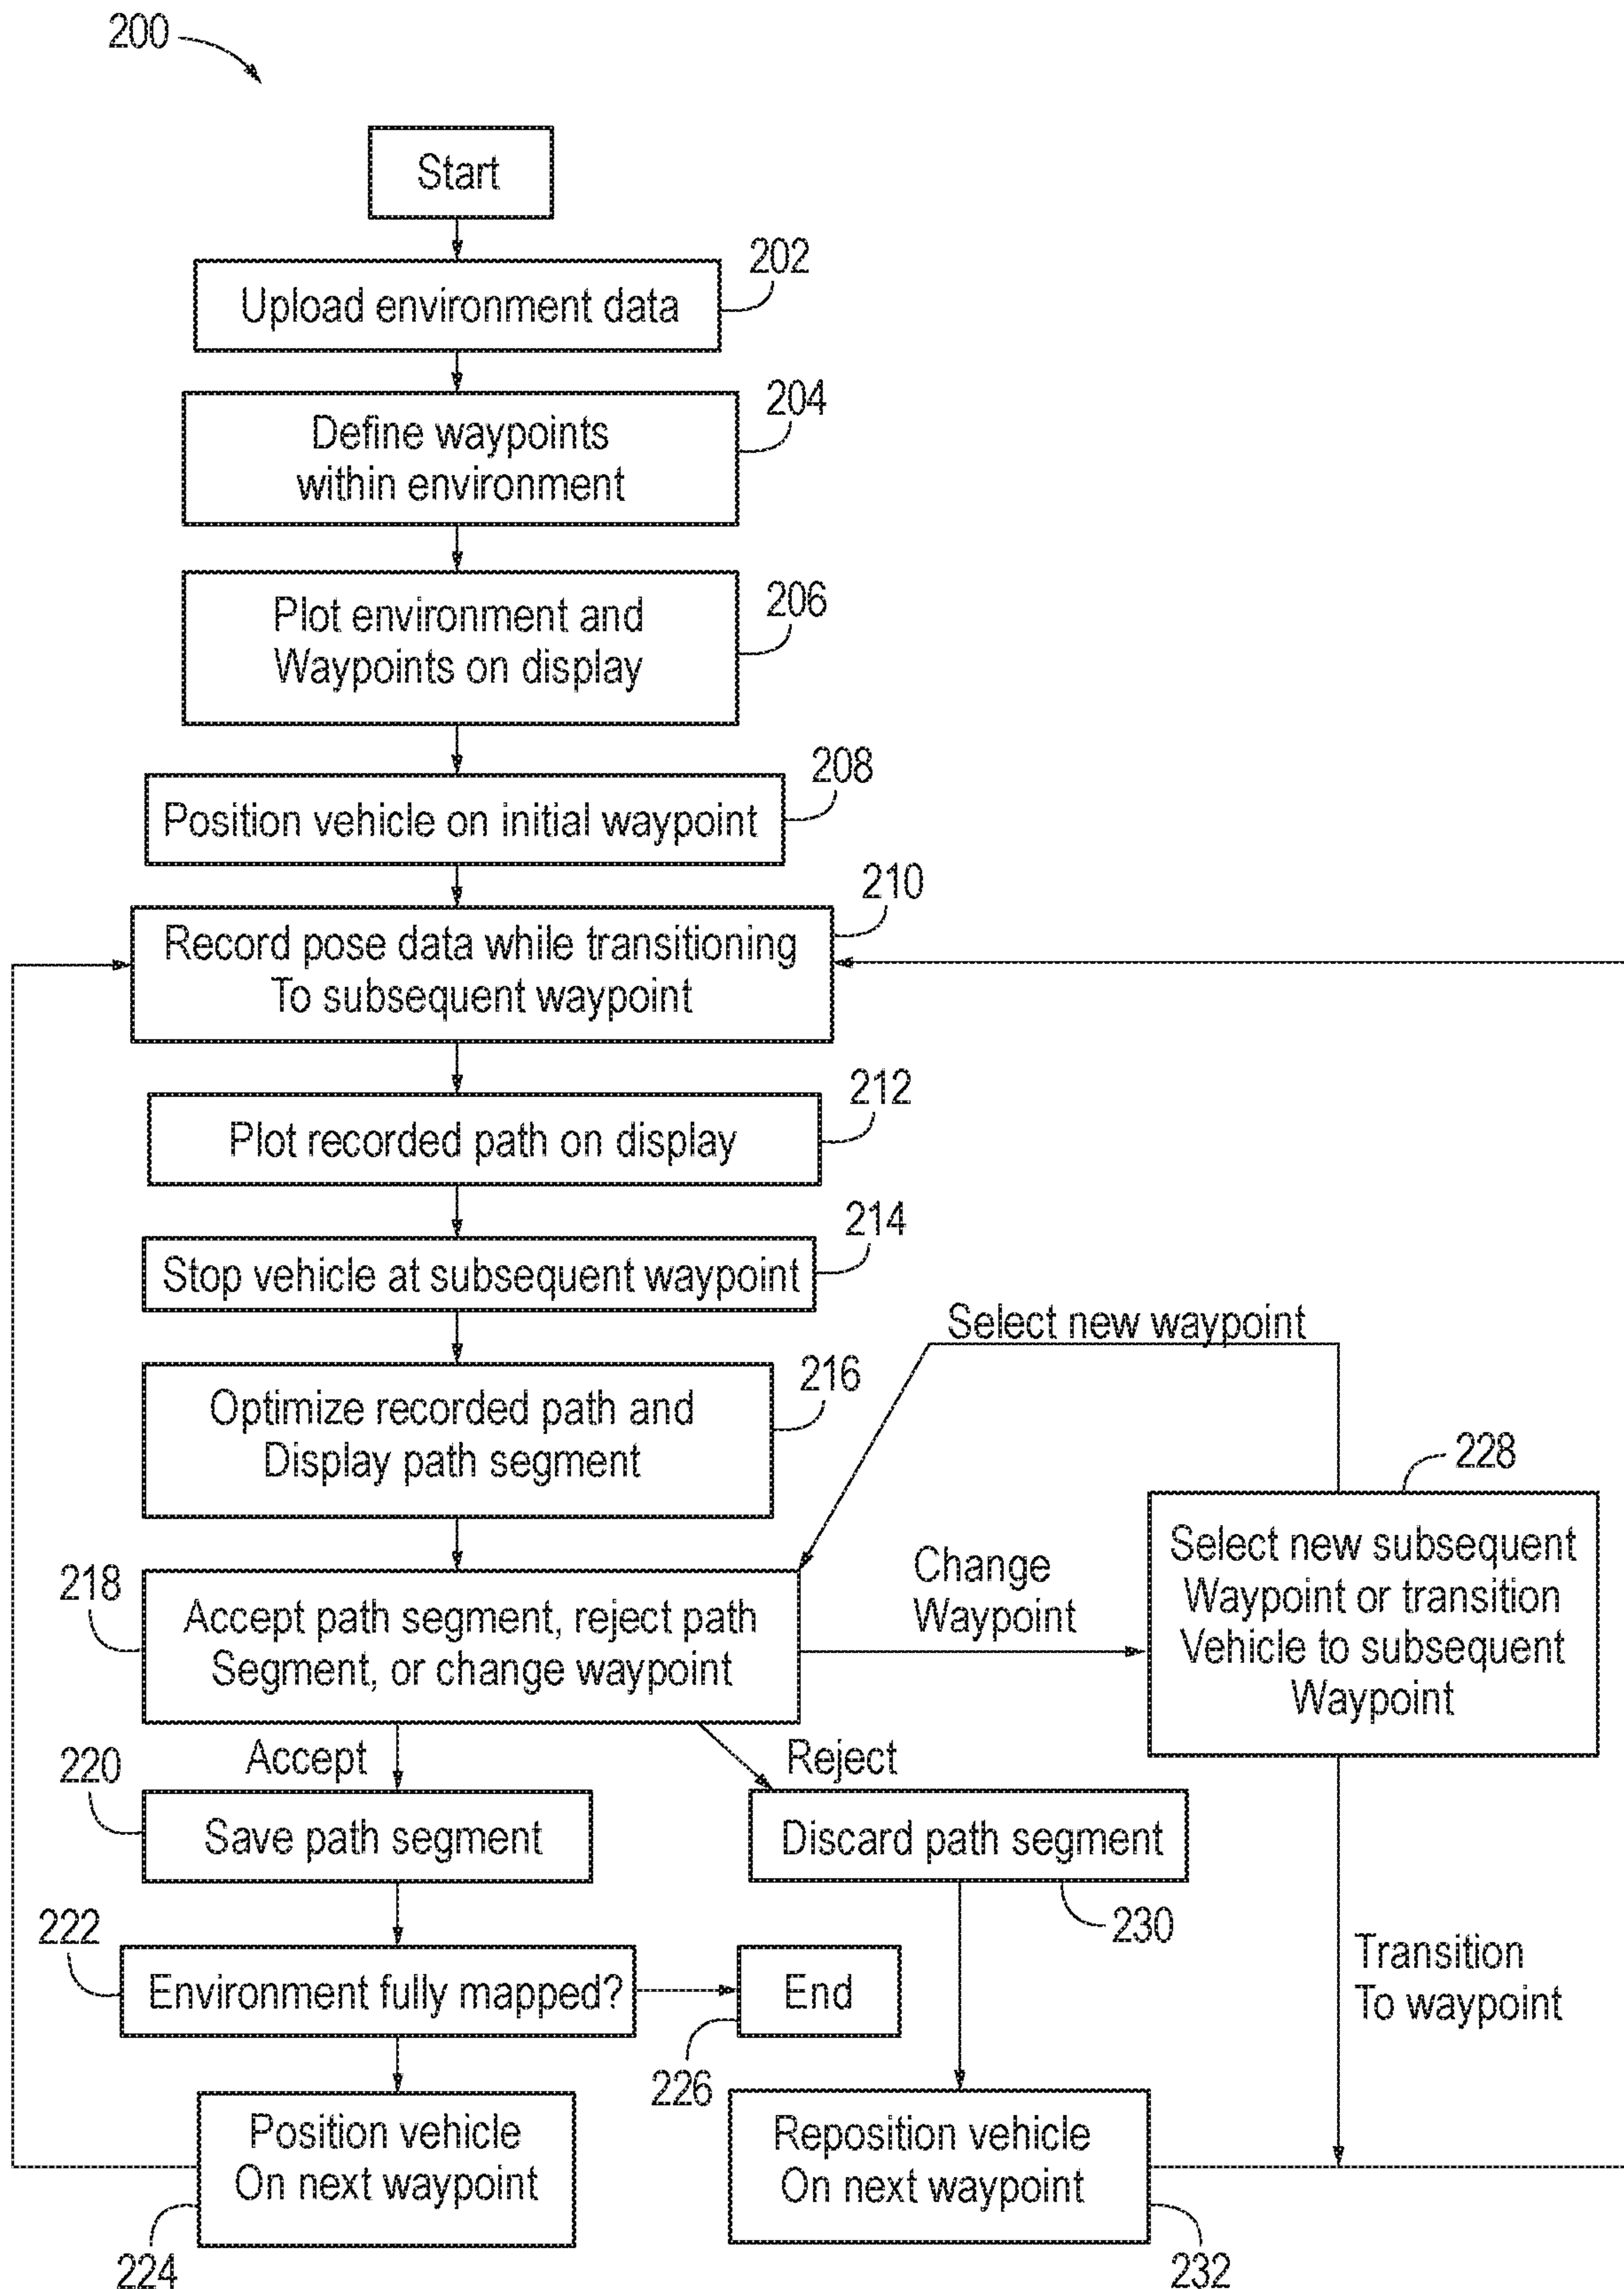 200
Start
202
Upload environment data
204
Define waypoints
within environment
206
Plot environment and
Waypoints on display
208
Position vehicle on initial waypoint
210
Record pose data while transitioning
To subsequent waypoint
212
Plot recorded path on display
214
Stop vehicle at subsequent waypoint
Select new waypoint
216
Optimize recorded path and
Display path segment
228
Select new subsequent
Waypoint or transition
Vehicle to subsequent
Waypoint
Change
Waypoint
218
Accept path segment, reject path
Segment, or change waypoint
Accept
Reject
220
Save path segment
Discard path segment
230
222
Environment fully mapped?
End
226
Transition
To waypoint
Position vehicle
On next waypoint
224
Reposition vehicle
On next waypoint
232